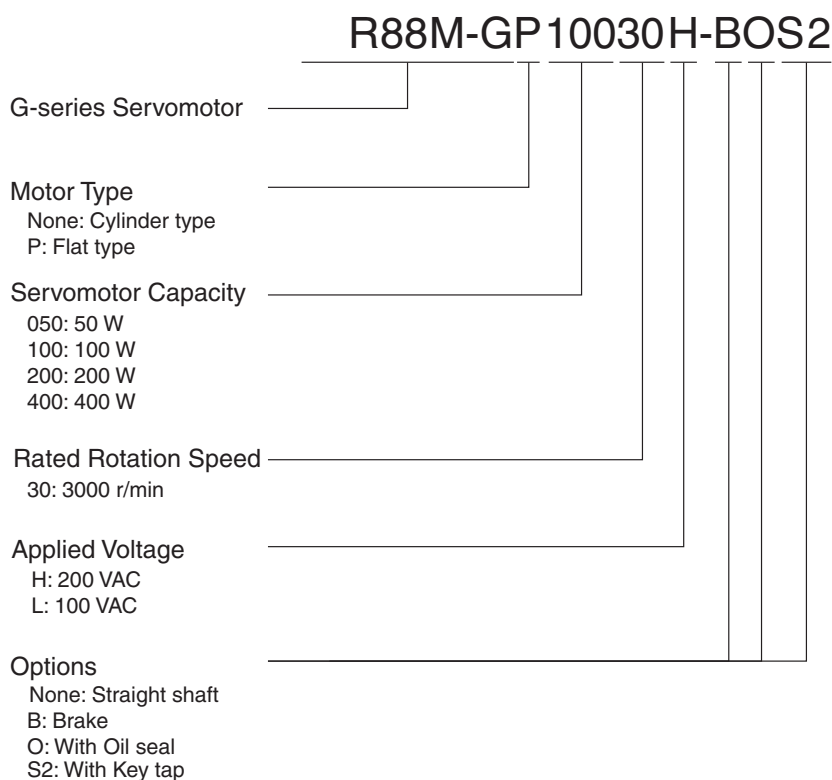 R88M-GP10030H-BOS2
G-series Servomotor
Motor Type
None: Cylinder type
P: Flat type
Servomotor Capacity
050: 50 W
100: 100 W
200: 200 W
400: 400 W
Rated Rotation Speed
30: 3000 r/min
Applied Voltage
H: 200 VAC
L: 100 VAC
Options
None: Straight shaft
B: Brake
O: With Oil seal
S2: With Key tap